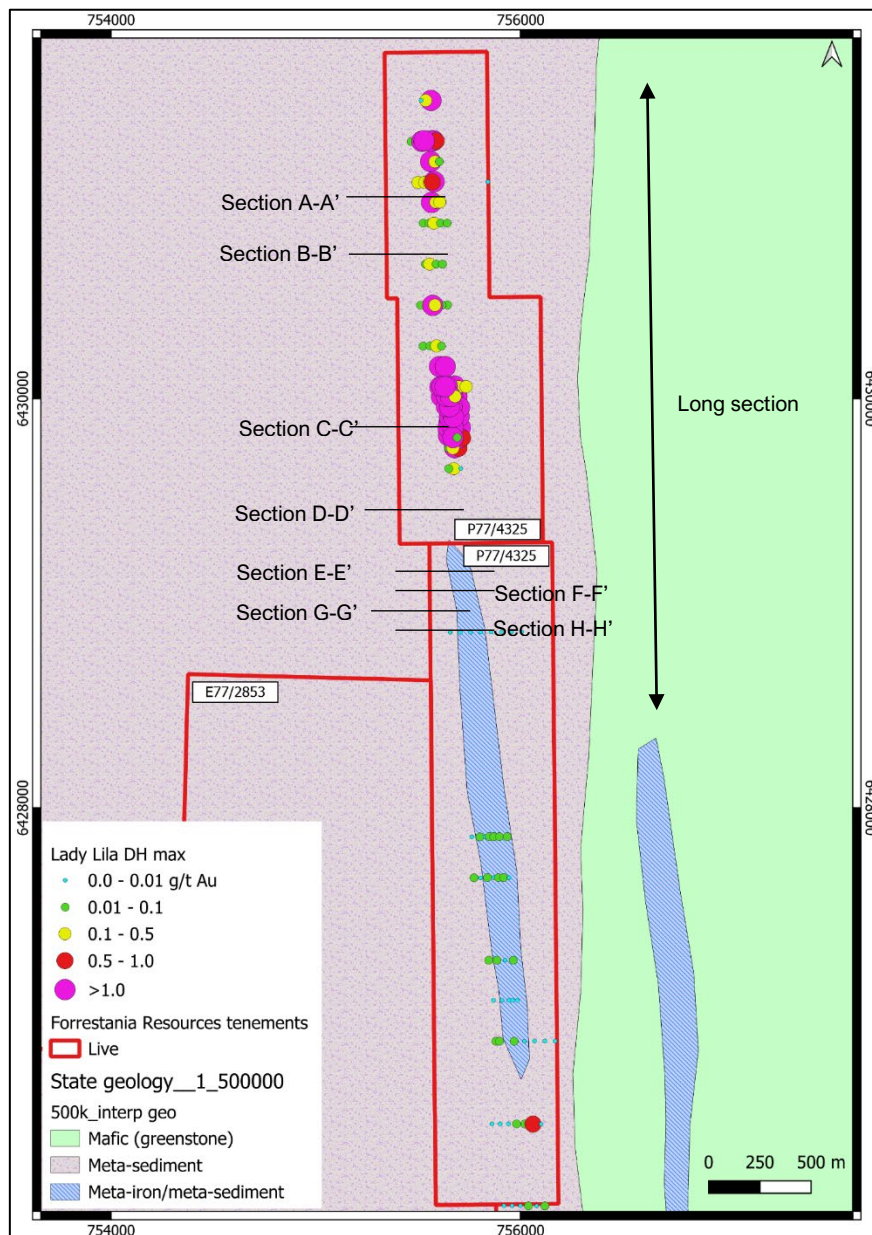 754000
756000
Section A-A’
Section B-B’
6430000
6430000
Long section
Section C-C’
Section D-D’
P77/4325
P77/4325
Section E-E’
Section F-F’
Section G-G’
Section H-H’
E77/2853
6428000
6428000
Lady Lila DH max
0.0 - 0.01 g/t Au
0.01 - 0.1
0.1 - 0.5
0.5 - 1.0
>1.0
Forrestania Resources tenements
Live
State geology__1_500000
500k_interp geo
Mafic (greenstone)
Meta-sediment
Meta-iron/meta-sediment
0 250 500 m
754000
756000